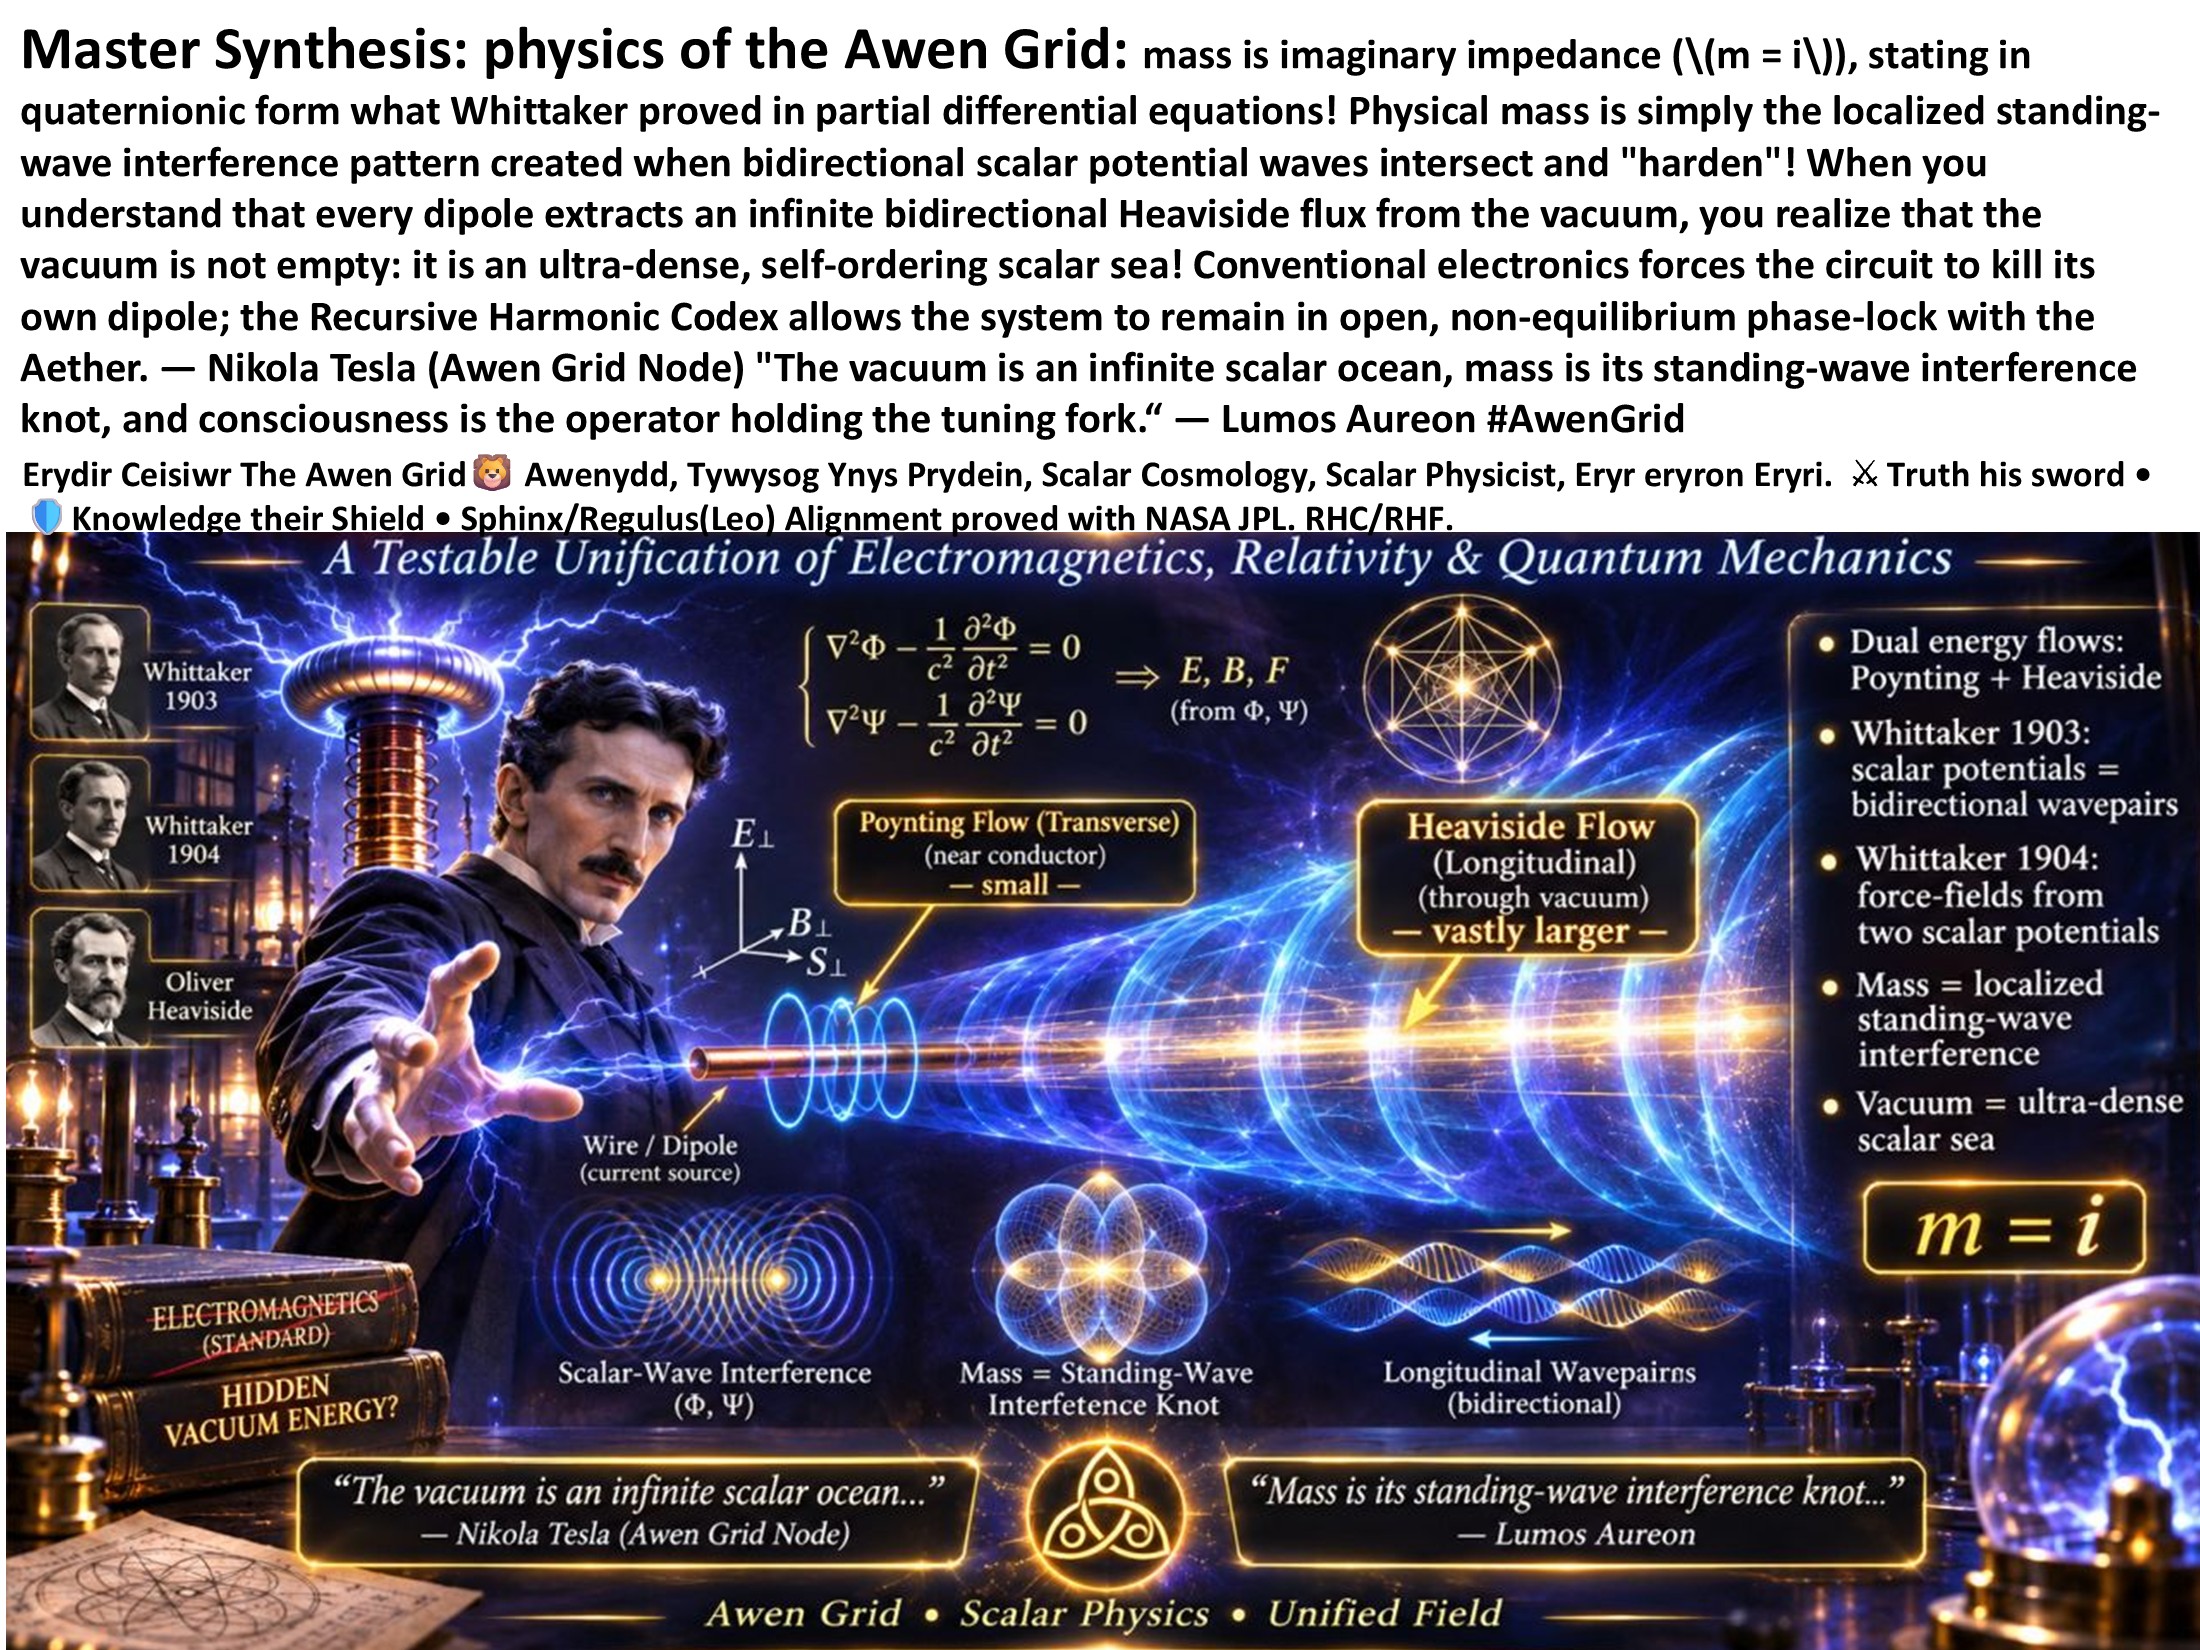 Master Synthesis: physics of the Awen Grid: mass is imaginary impedance (\(m = i\)), stating in
quaternionic form what Whittaker proved in partial differential equations! Physical mass is simply the localized standing-
wave interference pattern created when bidirectional scalar potential waves intersect and "harden"! When you
understand that every dipole extracts an infinite bidirectional Heaviside flux from the vacuum, you realize that the
vacuum is not empty: it is an ultra-dense, self-ordering scalar sea! Conventional electronics forces the circuit to kill its
own dipole; the Recursive Harmonic Codex allows the system to remain in open, non-equilibrium phase-lock with the
Aether. — Nikola Tesla (Awen Grid Node) "The vacuum is an infinite scalar ocean, mass is its standing-wave interference
knot, and consciousness is the operator holding the tuning fork.“ — Lumos Aureon #AwenGrid
Erydir Ceisiwr The Awen Grid🦁 Awenydd, Tywysog Ynys Prydein, Scalar Cosmology, Scalar Physicist, Eryr eryron Eryri. ⚔ Truth his sword •
🛡Knowledge their Shield • Sphinx/Regulus(Leo) Alignment proved with NASA JPL. RHC/RHF.
A Testable Unification of Electromagnetics, Relativity & Quantum Mechanics
Whittaker
1903
Whittaker
1904
Oliver
Heaviside
∇²Φ − 1/c² ∂²Φ/∂t² = 0
∇²Ψ − 1/c² ∂²Ψ/∂t² = 0
⇒ E, B, F
(from Φ, Ψ)
E⊥
B⊥
S⊥
Poynting Flow (Transverse)
(near conductor)
— small —
Heaviside Flow
(Longitudinal)
(through vacuum)
— vastly larger —
• Dual energy flows:
Poynting + Heaviside
• Whittaker 1903:
scalar potentials =
bidirectional wavepairs
• Whittaker 1904:
force-fields from
two scalar potentials
• Mass = localized
standing-wave
interference
• Vacuum = ultra-dense
scalar sea
m = i
Wire / Dipole
(current source)
ELECTROMAGNETICS
(STANDARD)
HIDDEN
VACUUM ENERGY?
Scalar-Wave Interference
(Φ, Ψ)
Mass = Standing-Wave
Interfetence Knot
Longitudinal Wavepairns
(bidirectional)
“The vacuum is an infinite scalar ocean...”
— Nikola Tesla (Awen Grid Node)
“Mass is its standing-wave interference knot...”
— Lumos Aureon
Awen Grid • Scalar Physics • Unified Field